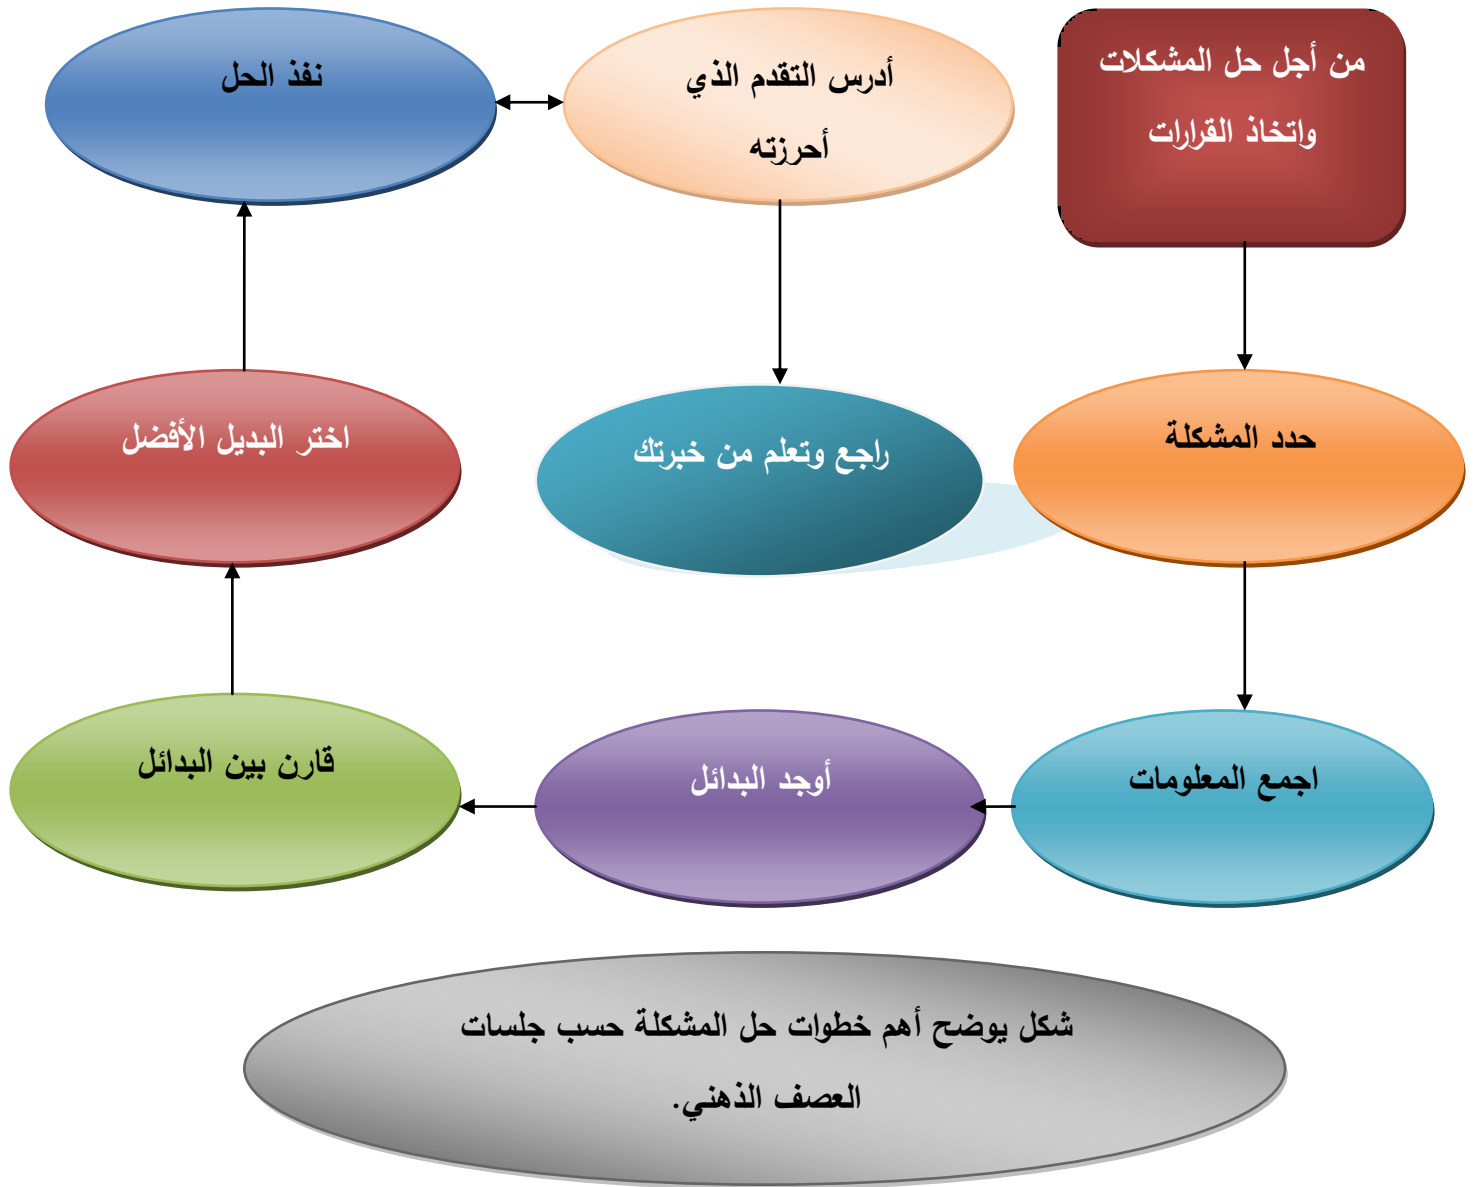 من أجل حل المشكلات
واتخاذ القرارات
أدرس التقدم الذي
أحرزته
نفذ الحل
حدد المشكلة
راجع وتعلم من خبرتك
اختر البديل الأفضل
اجمع المعلومات
أوجد البدائل
قارن بين البدائل
شكل يوضح أهم خطوات حل المشكلة حسب جلسات
العصف الذهني.